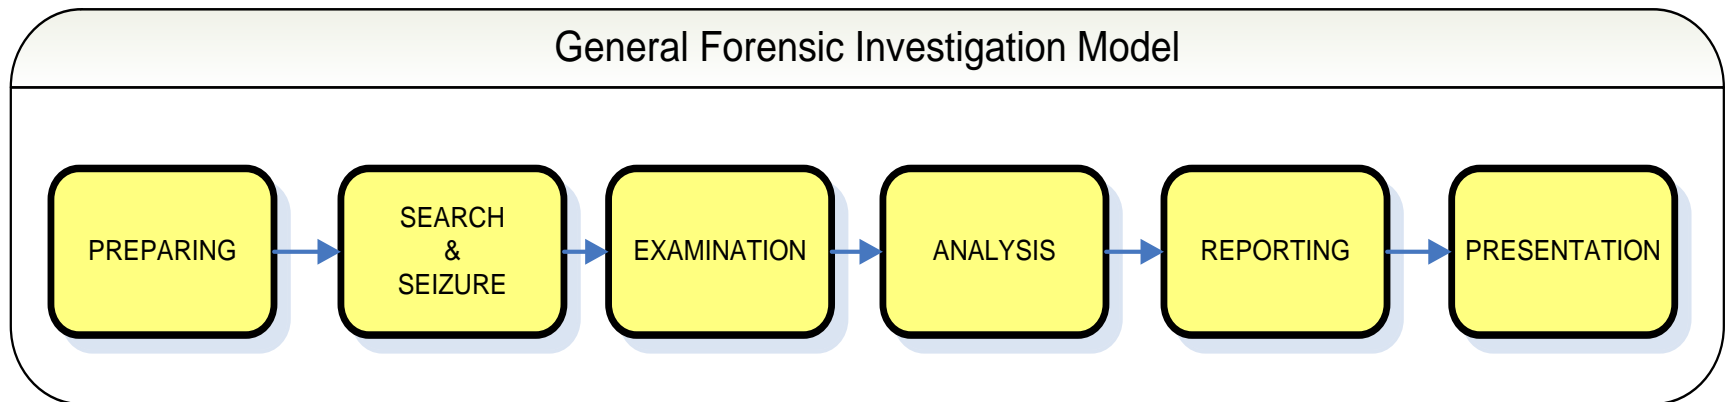 General Forensic Investigation Model
PREPARING
SEARCH
&
SEIZURE
EXAMINATION
ANALYSIS
REPORTING
PRESENTATION